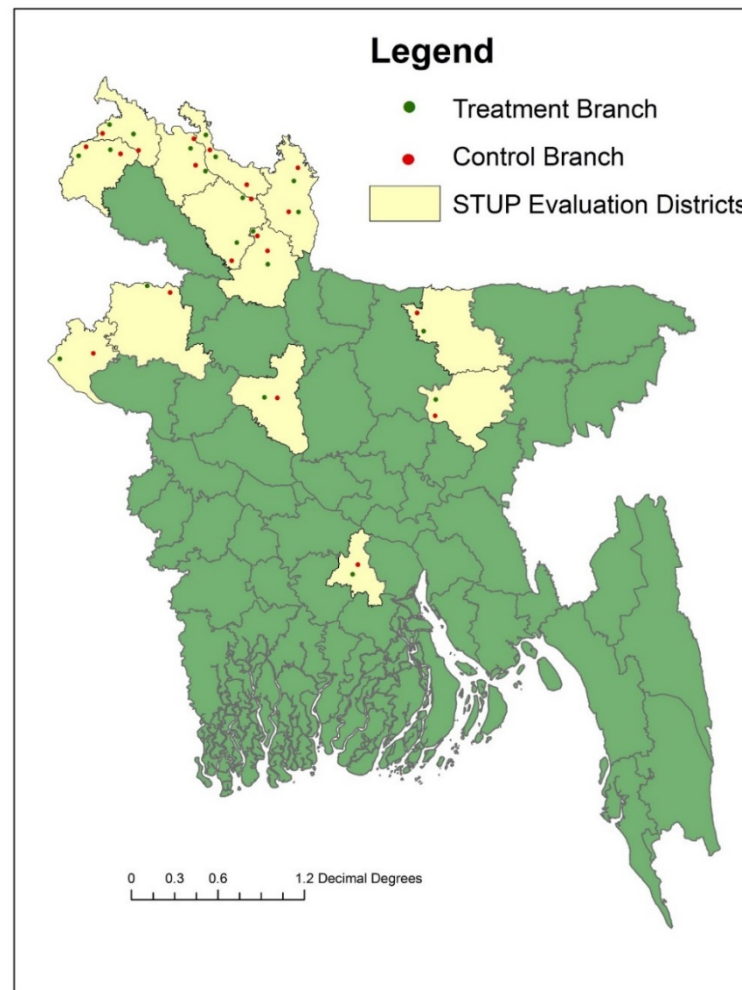 Legend
Treatment Branch
Control Branch
STUP Evaluation Districts
0 0.3 0.6 1.2 Decimal Degrees